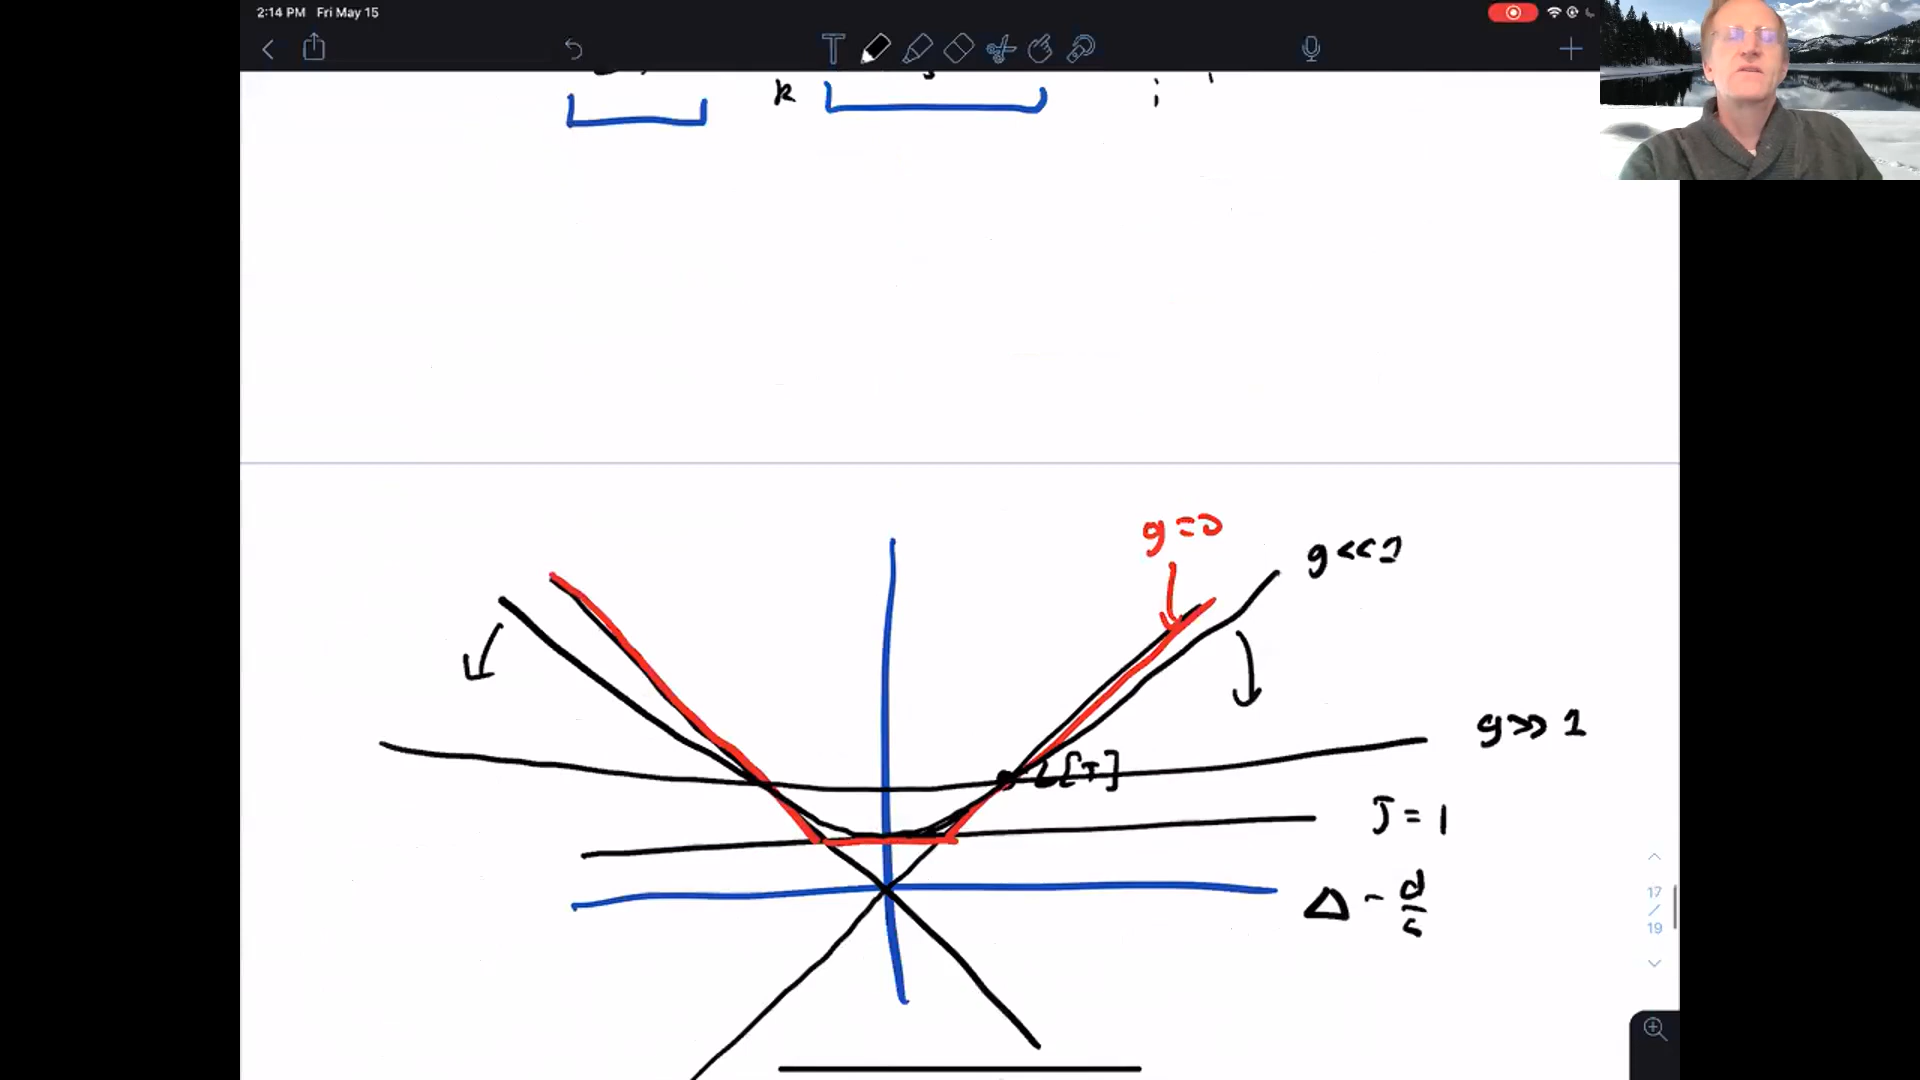 2:14 PM Fri May 15
T
k
i
g=0
g<<1
g>>1
L[T]
J=1
Δ - d/2
17
/
19